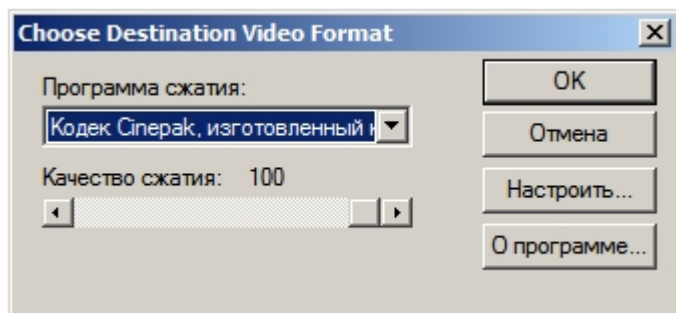 Choose Destination Video Format
Программа сжатия:
Кодек Cinepak, изготовленный
Качество сжатия: 100
OK
Отмена
Настроить...
О программе...